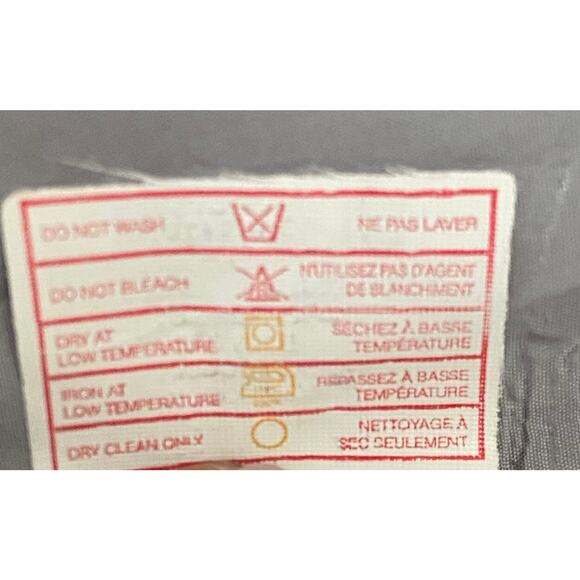 DO NOT WASH
NE PAS LAVER
DO NOT BLEACH
N'UTILISEZ PAS D'AGENT
DE BLANCHIMENT
DRY AT
LOW TEMPERATURE
SÉCHEZ À BASSE
TEMPÉRATURE
IRON AT
LOW TEMPERATURE
REPASSEZ À BASSE
TEMPÉRATURE
DRY CLEAN ONLY
NETTOYAGE À
SEC SEULEMENT